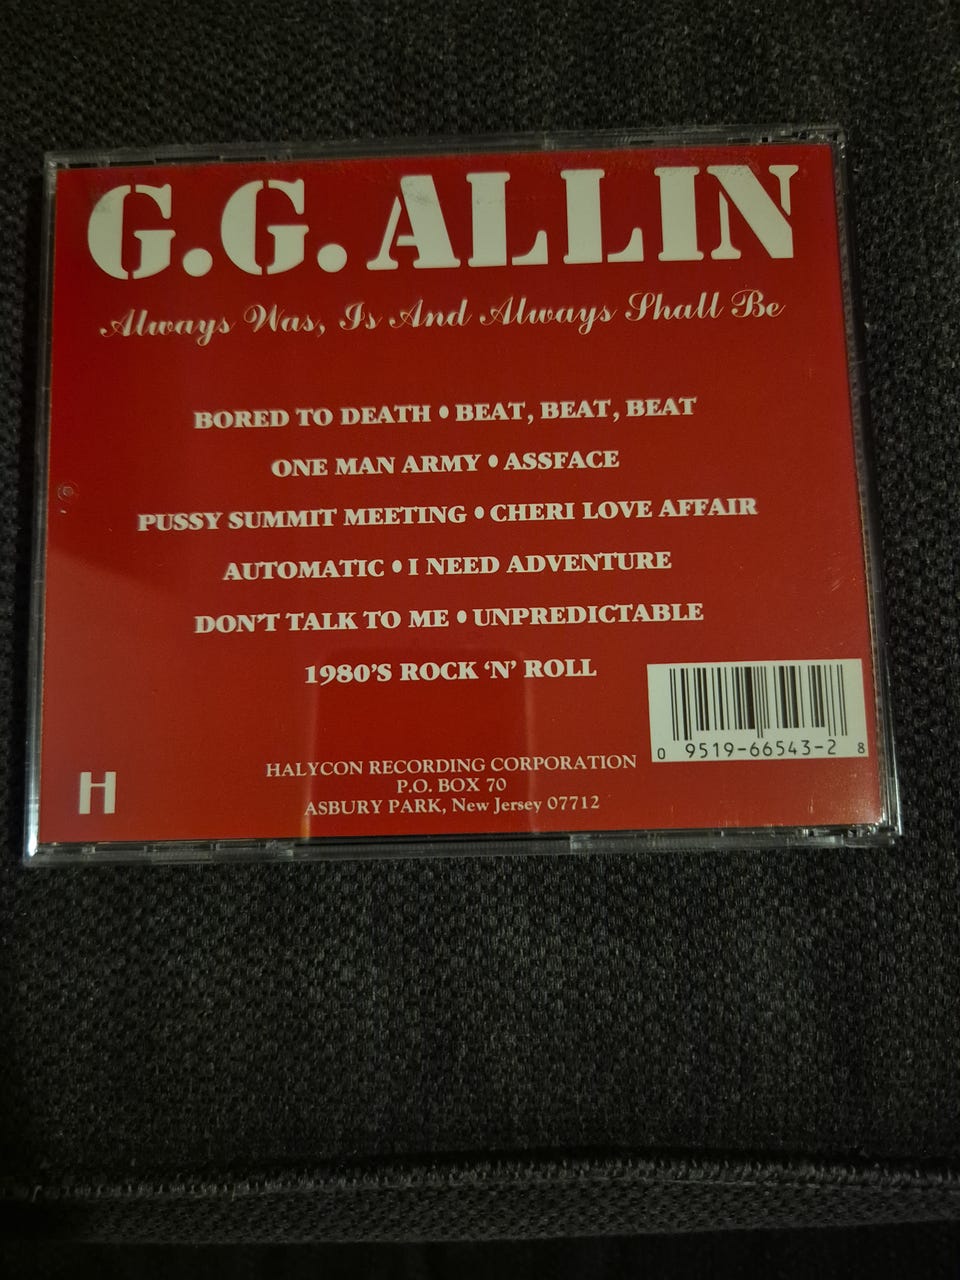 G.G. ALLIN
Always Was, Is And Always Shall Be
BORED TO DEATH • BEAT, BEAT, BEAT
ONE MAN ARMY • ASSFACE
PUSSY SUMMIT MEETING • CHERI LOVE AFFAIR
AUTOMATIC • I NEED ADVENTURE
DON'T TALK TO ME • UNPREDICTABLE
1980'S ROCK 'N' ROLL
0 9519-66543-2 8
HALYCON RECORDING CORPORATION
P.O. BOX 70
ASBURY PARK, New Jersey 07712
H